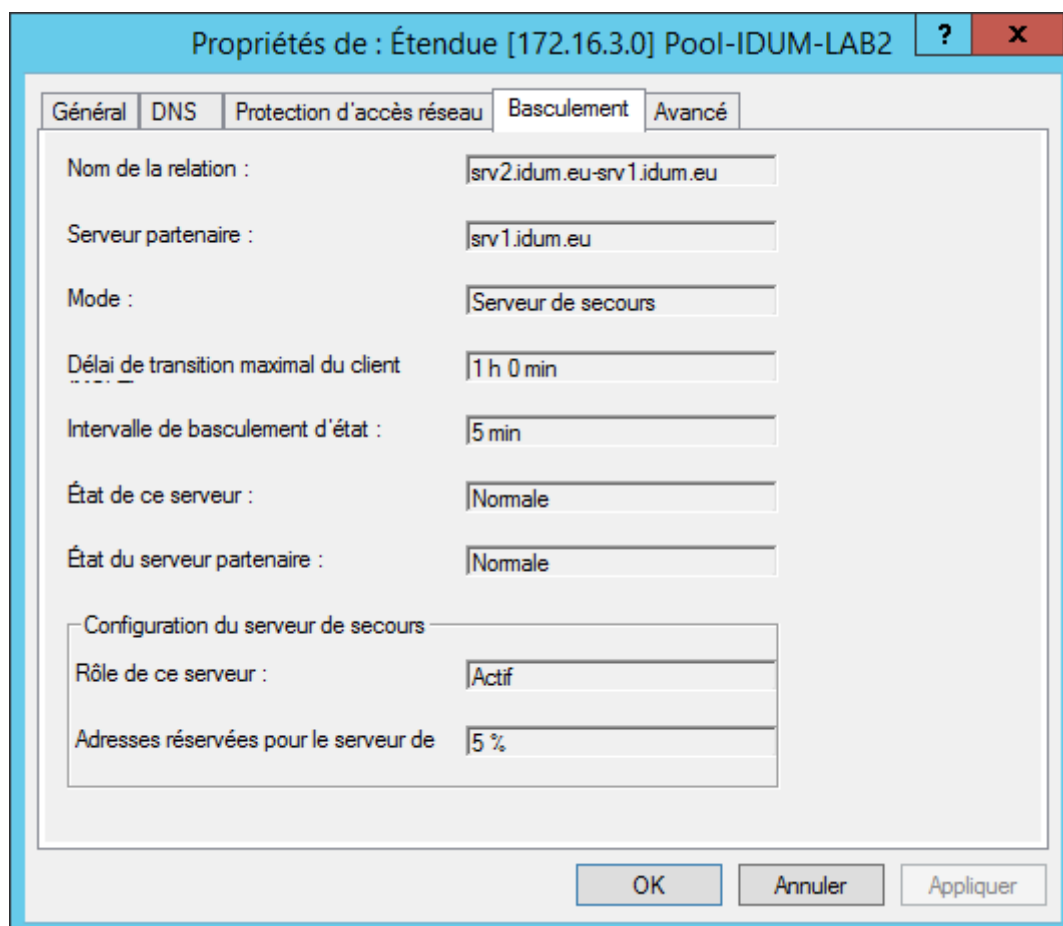 Propriétés de : Étendue [172.16.3.0] Pool-IDUM-LAB2
? x
Général DNS Protection d'accès réseau Basculement Avancé
Nom de la relation : srv2.idum.eu-srv1.idum.eu
Serveur partenaire : srv1.idum.eu
Mode : Serveur de secours
Délai de transition maximal du client 1 h 0 min
Intervalle de basculement d'état : 5 min
État de ce serveur : Normale
État du serveur partenaire : Normale
Configuration du serveur de secours
Rôle de ce serveur : Actif
Adresses réservées pour le serveur de 5 %
OK Annuler Appliquer